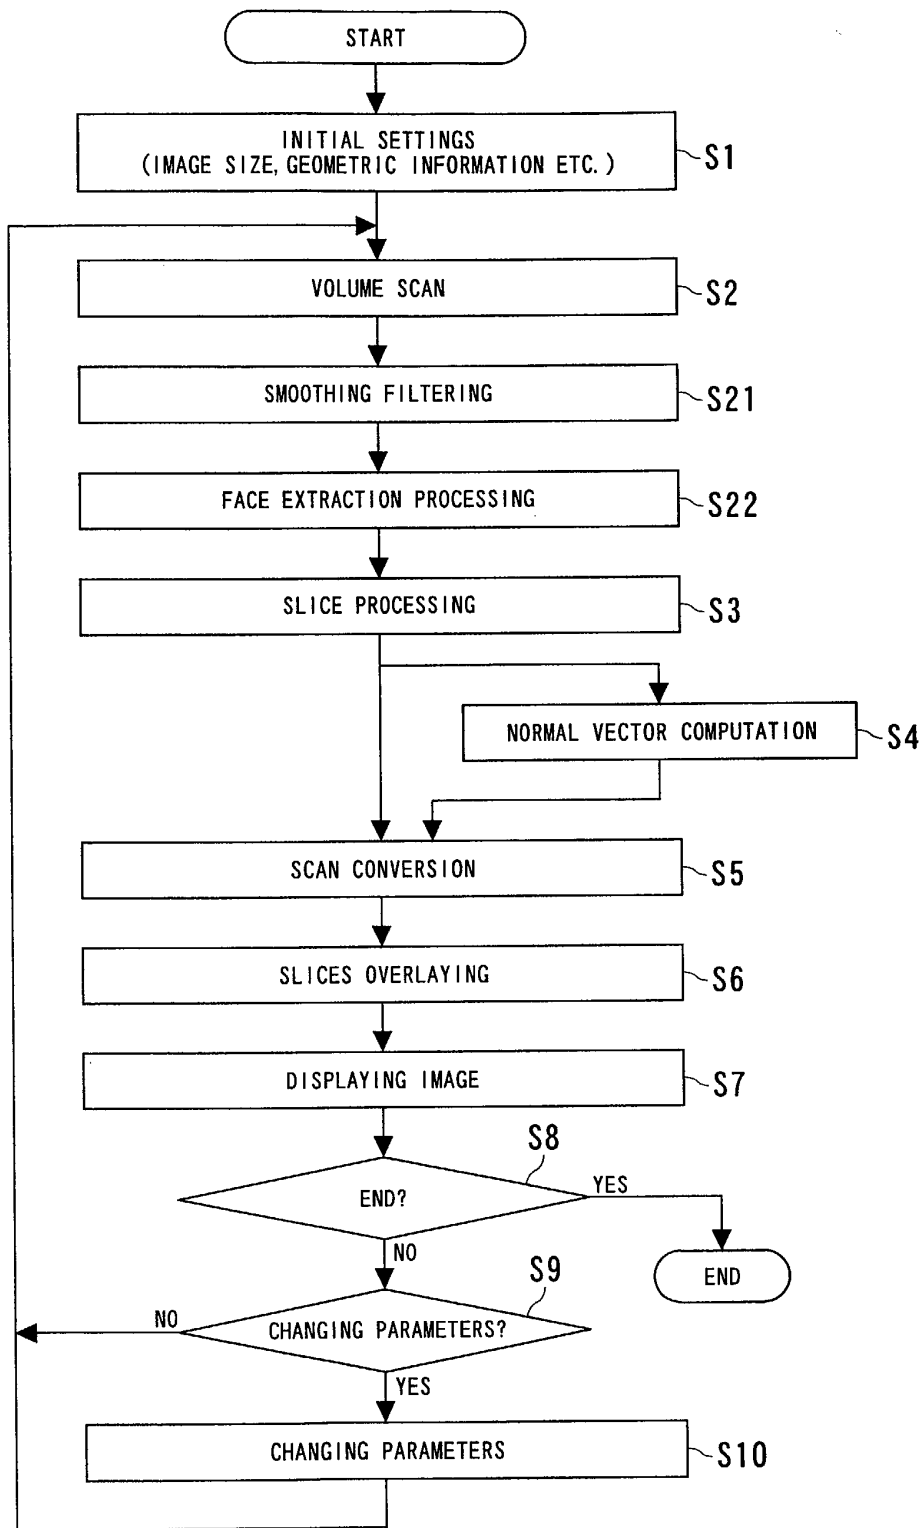 START
INITIAL SETTINGS
(IMAGE SIZE, GEOMETRIC INFORMATION ETC.)
S1
VOLUME SCAN
S2
SMOOTHING FILTERING
S21
FACE EXTRACTION PROCESSING
S22
SLICE PROCESSING
S3
NORMAL VECTOR COMPUTATION
S4
SCAN CONVERSION
S5
SLICES OVERLAYING
S6
DISPLAYING IMAGE
S7
S8
END?
YES
NO
END
S9
CHANGING PARAMETERS?
NO
YES
CHANGING PARAMETERS
S10